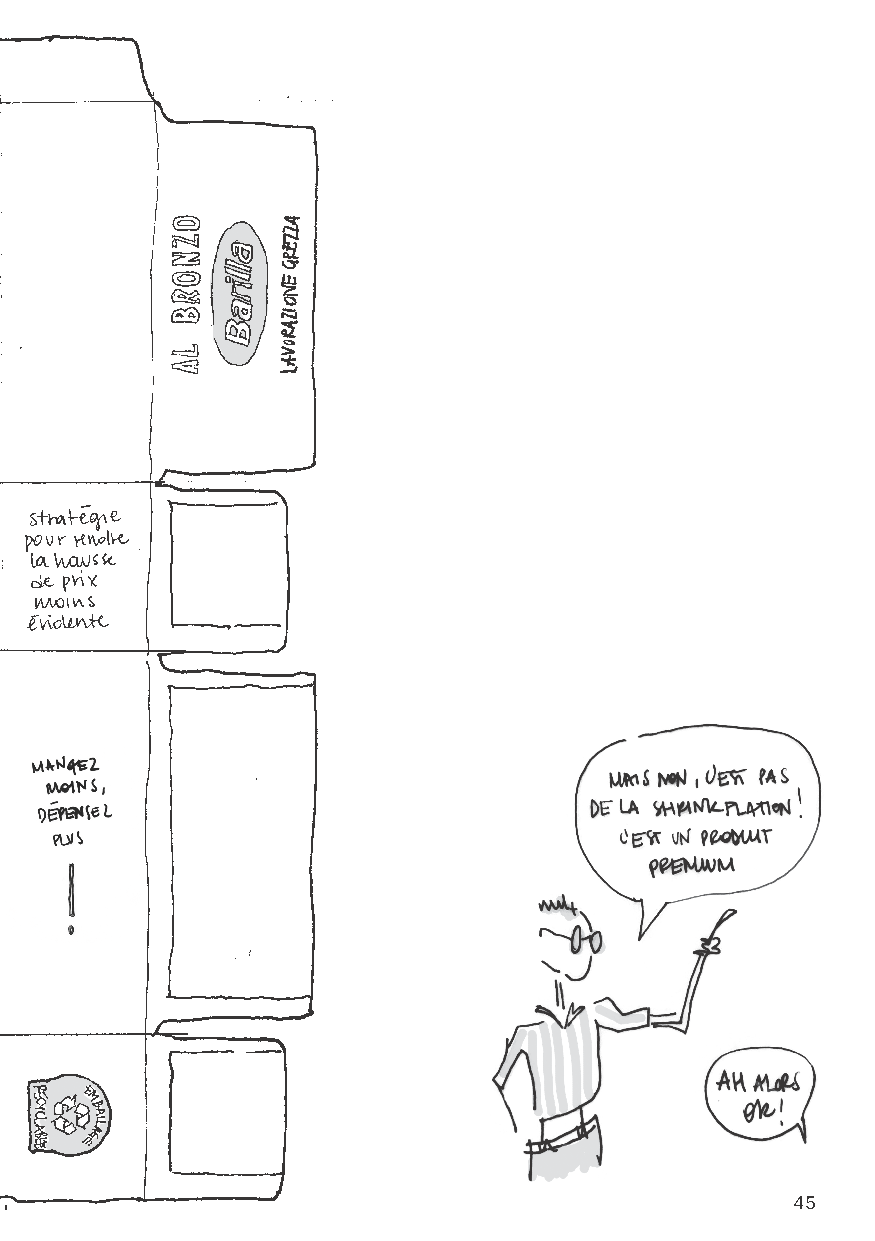 AL BRONZO
Barilla
LAVORAZIONE GREZZA
stratégie
pour rendre
la hausse
de prix
moins
évidente
MANGEZ
MOINS,
DÉPENSEZ
PLUS
!
EMBALLAGE
RECYCLABLE
MAIS NON, C'EST PAS
DE LA SHRINKFLATION!
C'EST UN PRODUIT
PREMIUM
AH ALORS
OK!
45